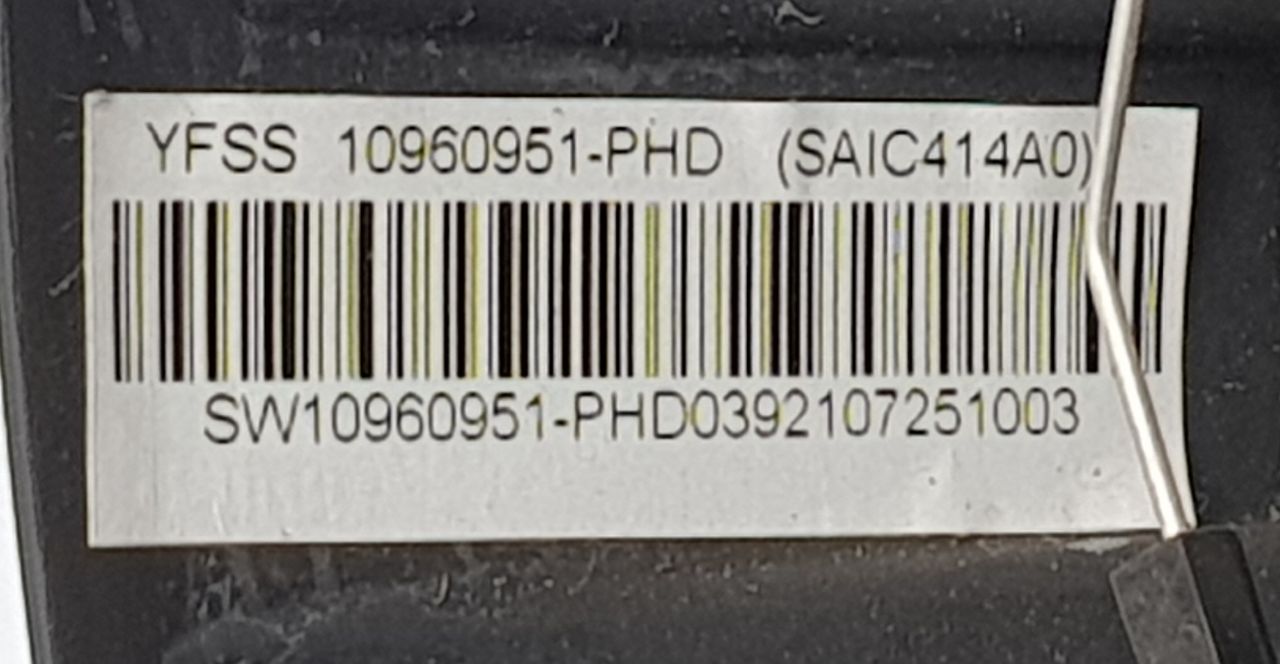 YFSS 10960951-PHD (SAIC414A0)
SW10960951-PHD0392107251003